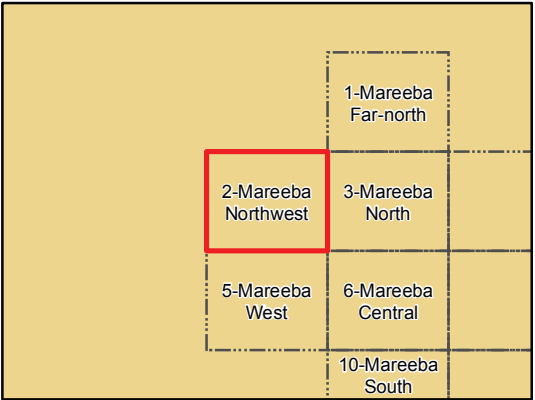 1-Mareeba
Far-north
2-Mareeba
Northwest
3-Mareeba
North
5-Mareeba
West
6-Mareeba
Central
10-Mareeba
South